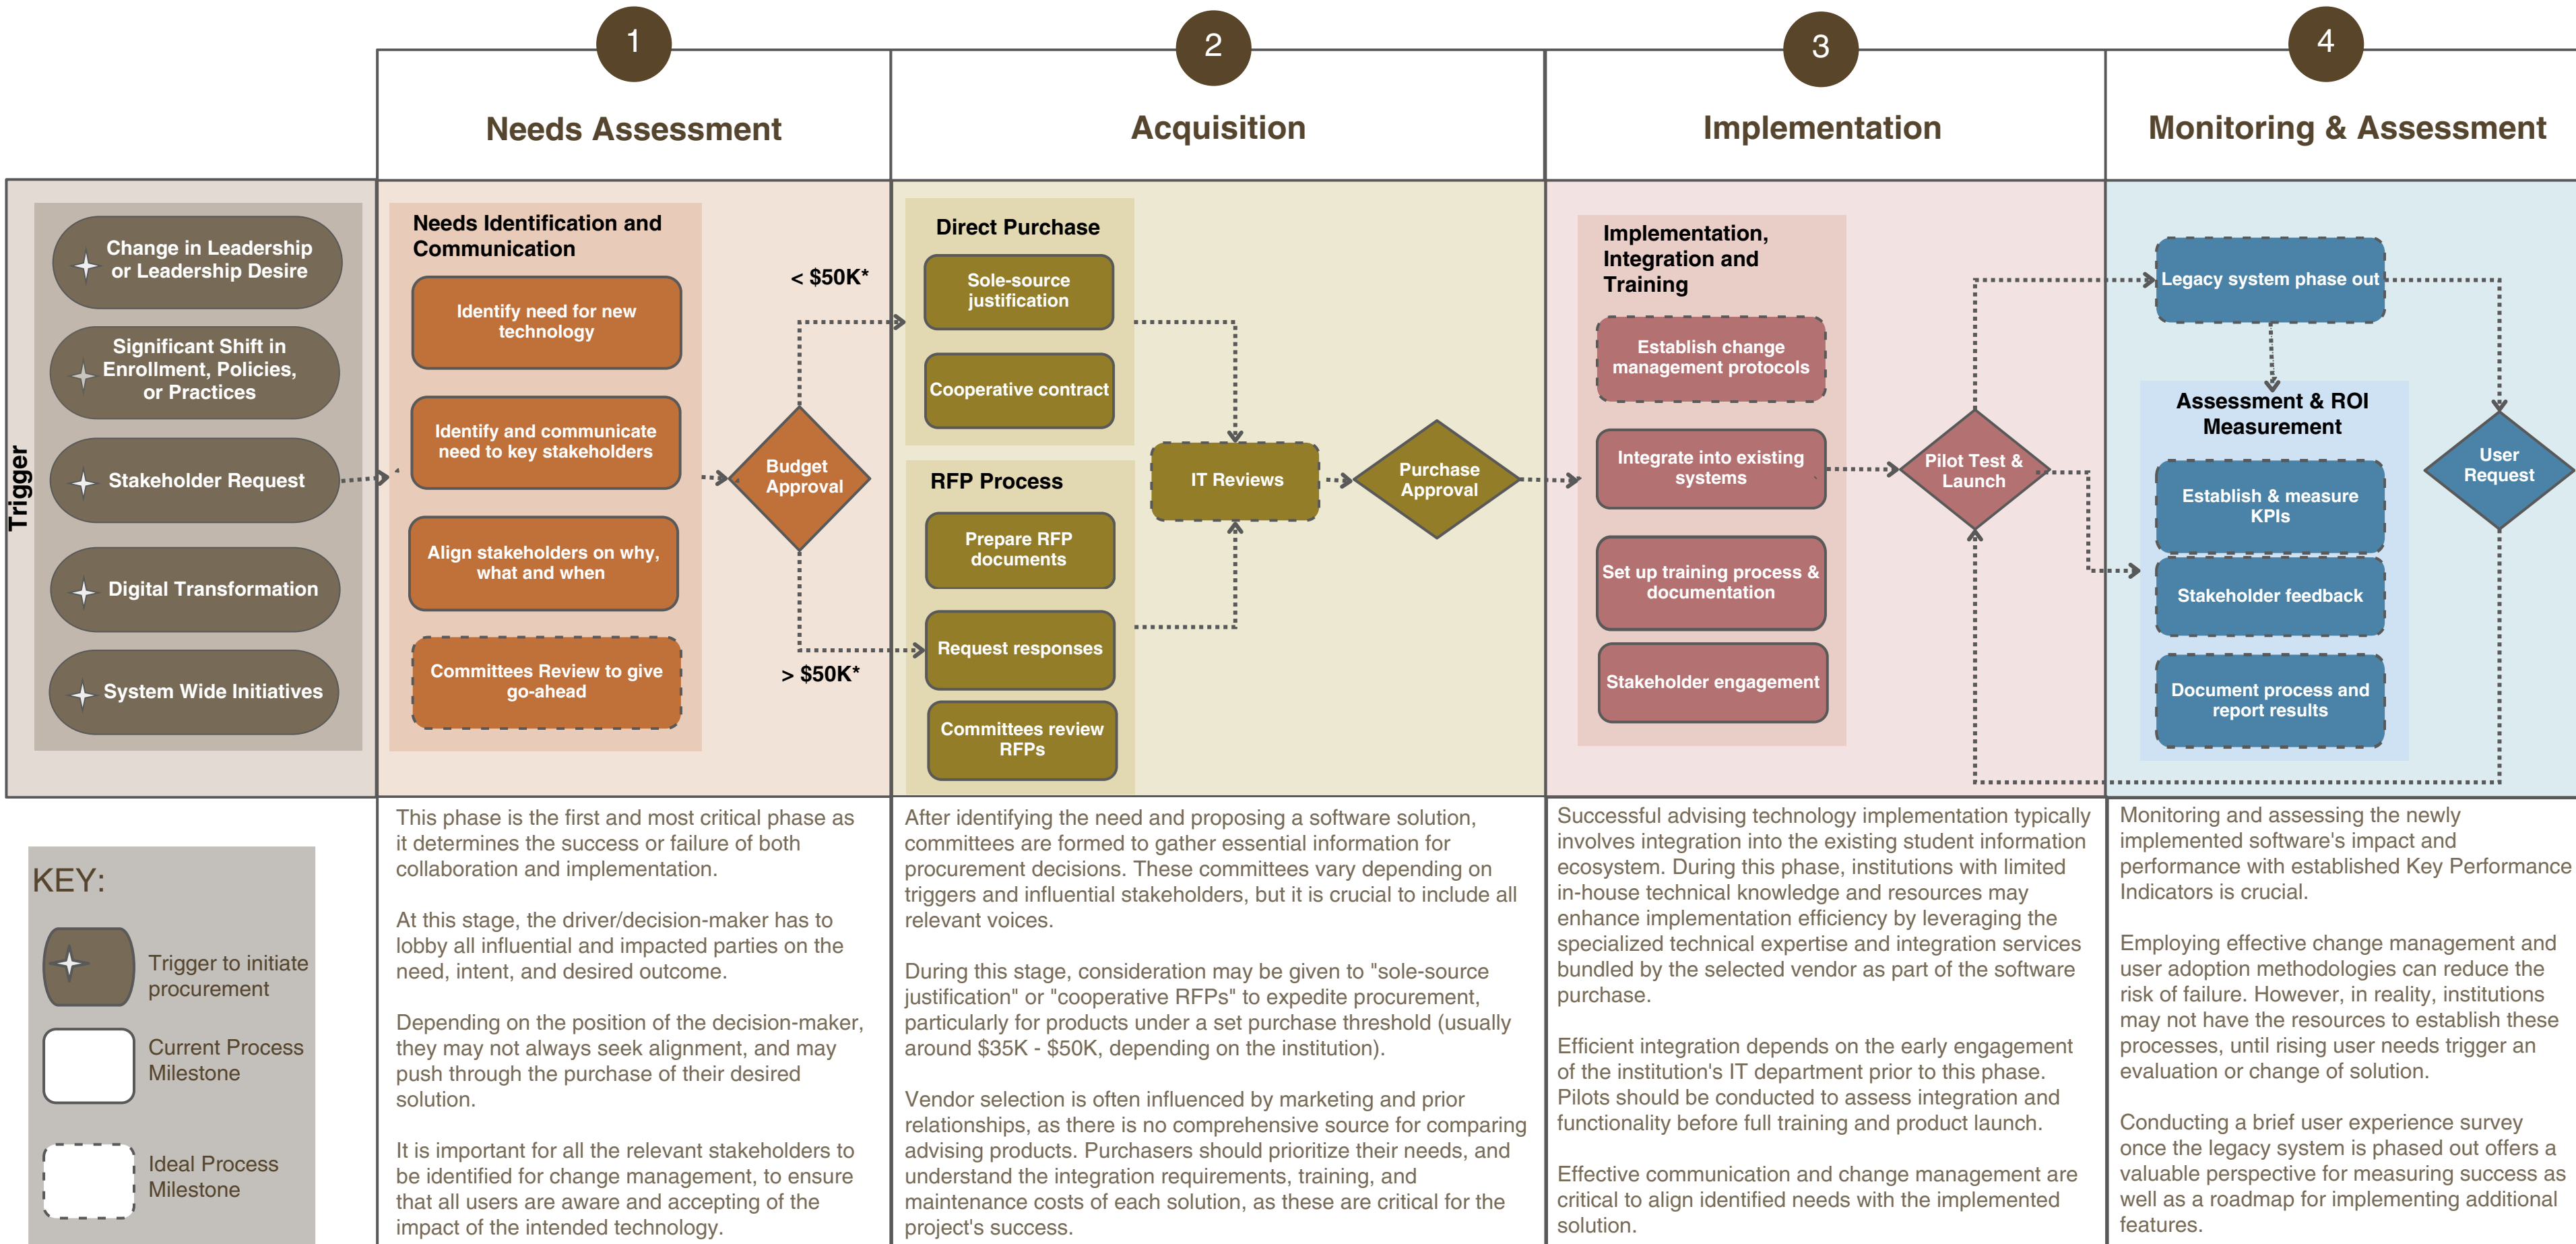 1
2
3
4
Needs Assessment
Acquisition
Implementation
Monitoring & Assessment
Trigger
Change in Leadership
or Leadership Desire
Significant Shift in
Enrollment, Policies,
or Practices
Stakeholder Request
Digital Transformation
System Wide Initiatives
Needs Identification and
Communication
Identify need for new
technology
Identify and communicate
need to key stakeholders
Align stakeholders on why,
what and when
Committees Review to give
go-ahead
< $50K*
Budget
Approval
> $50K*
Direct Purchase
Sole-source
justification
Cooperative contract
RFP Process
Prepare RFP
documents
Request responses
Committees review
RFPs
IT Reviews
Purchase
Approval
Implementation,
Integration and
Training
Establish change
management protocols
Integrate into existing
systems
Set up training process &
documentation
Stakeholder engagement
Pilot Test &
Launch
Legacy system phase out
Assessment & ROI
Measurement
Establish & measure
KPIs
Stakeholder feedback
Document process and
report results
User
Request
KEY:
Trigger to initiate
procurement
Current Process
Milestone
Ideal Process
Milestone
This phase is the first and most critical phase as
it determines the success or failure of both
collaboration and implementation.
At this stage, the driver/decision-maker has to
lobby all influential and impacted parties on the
need, intent, and desired outcome.
Depending on the position of the decision-maker,
they may not always seek alignment, and may
push through the purchase of their desired
solution.
It is important for all the relevant stakeholders to
be identified for change management, to ensure
that all users are aware and accepting of the
impact of the intended technology.
After identifying the need and proposing a software solution,
committees are formed to gather essential information for
procurement decisions. These committees vary depending on
triggers and influential stakeholders, but it is crucial to include all
relevant voices.
During this stage, consideration may be given to "sole-source
justification" or "cooperative RFPs" to expedite procurement,
particularly for products under a set purchase threshold (usually
around $35K - $50K, depending on the institution).
Vendor selection is often influenced by marketing and prior
relationships, as there is no comprehensive source for comparing
advising products. Purchasers should prioritize their needs, and
understand the integration requirements, training, and
maintenance costs of each solution, as these are critical for the
project's success.
Successful advising technology implementation typically
involves integration into the existing student information
ecosystem. During this phase, institutions with limited
in-house technical knowledge and resources may
enhance implementation efficiency by leveraging the
specialized technical expertise and integration services
bundled by the selected vendor as part of the software
purchase.
Efficient integration depends on the early engagement
of the institution's IT department prior to this phase.
Pilots should be conducted to assess integration and
functionality before full training and product launch.
Effective communication and change management are
critical to align identified needs with the implemented
solution.
Monitoring and assessing the newly
implemented software's impact and
performance with established Key Performance
Indicators is crucial.
Employing effective change management and
user adoption methodologies can reduce the
risk of failure. However, in reality, institutions
may not have the resources to establish these
processes, until rising user needs trigger an
evaluation or change of solution.
Conducting a brief user experience survey
once the legacy system is phased out offers a
valuable perspective for measuring success as
well as a roadmap for implementing additional
features.